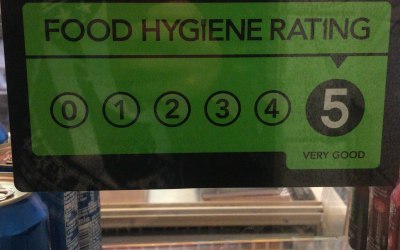 FOOD HYGIENE RATING
0 1 2 3 4 5
VERY GOOD